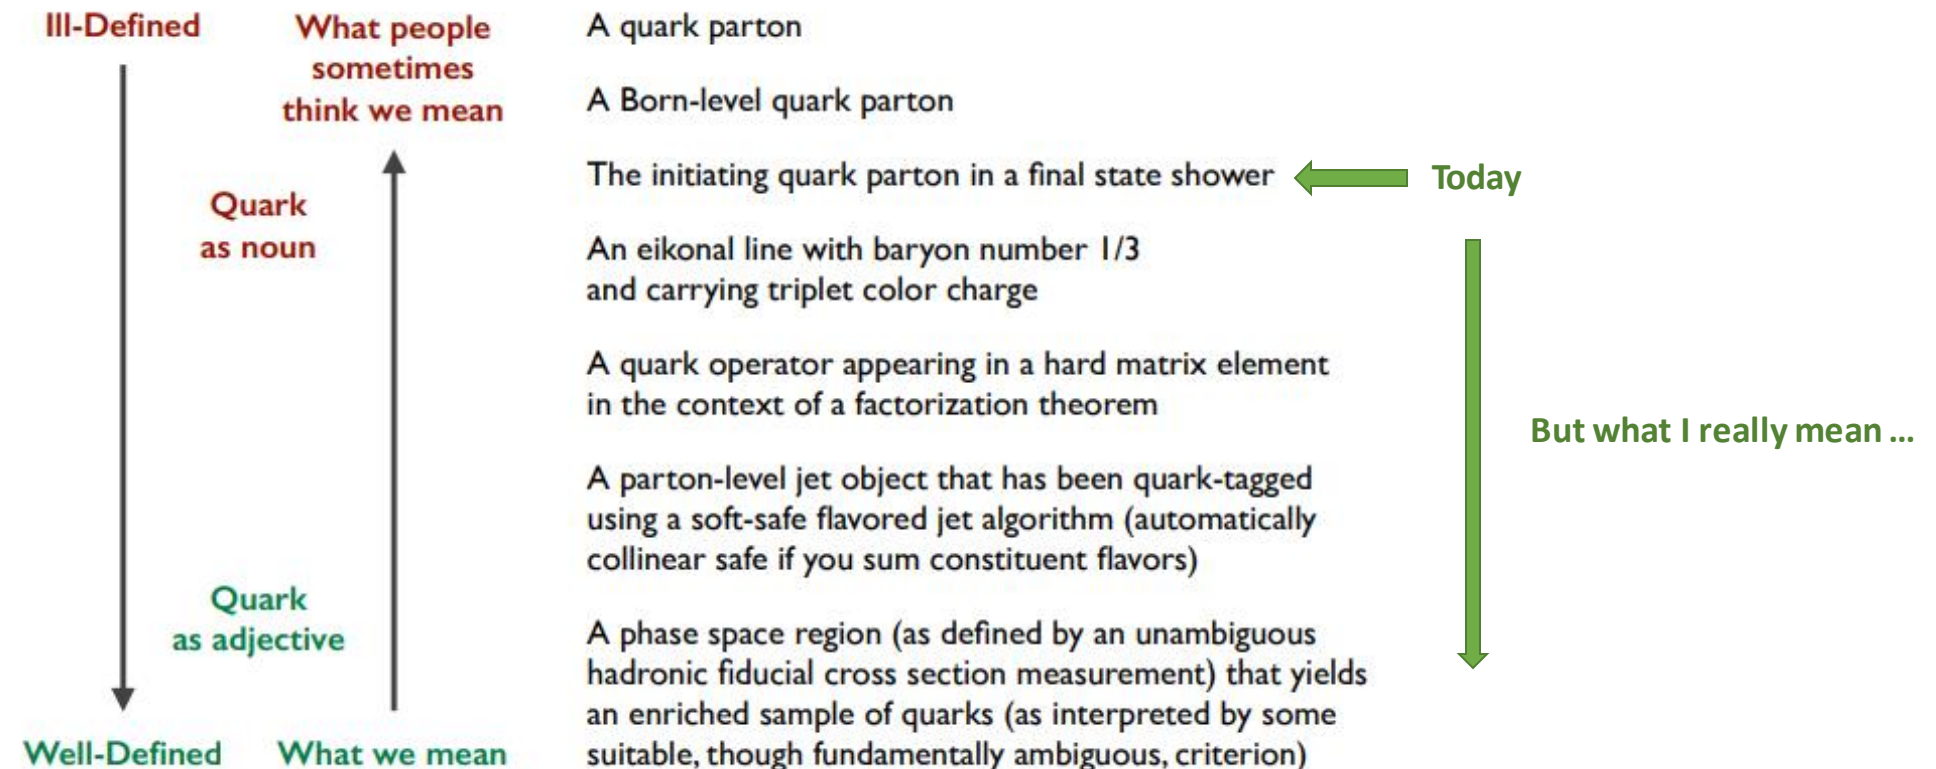 Ill-Defined
What people
sometimes
think we mean
Quark
as noun
Quark
as adjective
Well-Defined
What we mean
A quark parton
A Born-level quark parton
The initiating quark parton in a final state shower
An eikonal line with baryon number 1/3
and carrying triplet color charge
A quark operator appearing in a hard matrix element
in the context of a factorization theorem
A parton-level jet object that has been quark-tagged
using a soft-safe flavored jet algorithm (automatically
collinear safe if you sum constituent flavors)
A phase space region (as defined by an unambiguous
hadronic fiducial cross section measurement) that yields
an enriched sample of quarks (as interpreted by some
suitable, though fundamentally ambiguous, criterion)
Today
But what I really mean ...